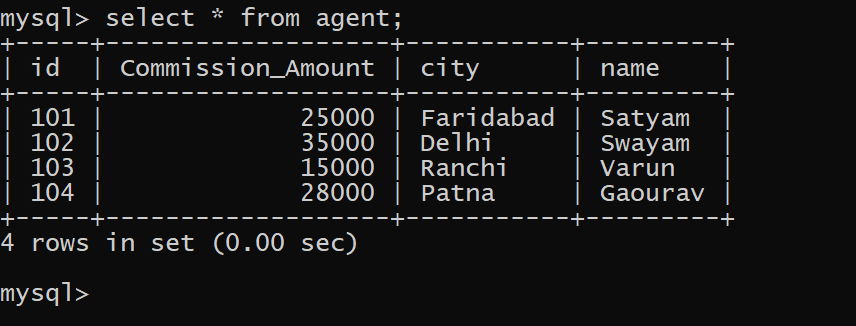 mysql> select * from agent;
+-----+-------------------+-----------+---------+
| id  | Commission_Amount | city      | name    |
+-----+-------------------+-----------+---------+
| 101 |             25000 | Faridabad | Satyam  |
| 102 |             35000 | Delhi     | Swayam  |
| 103 |             15000 | Ranchi    | Varun   |
| 104 |             28000 | Patna     | Gaourav |
+-----+-------------------+-----------+---------+
4 rows in set (0.00 sec)
mysql>